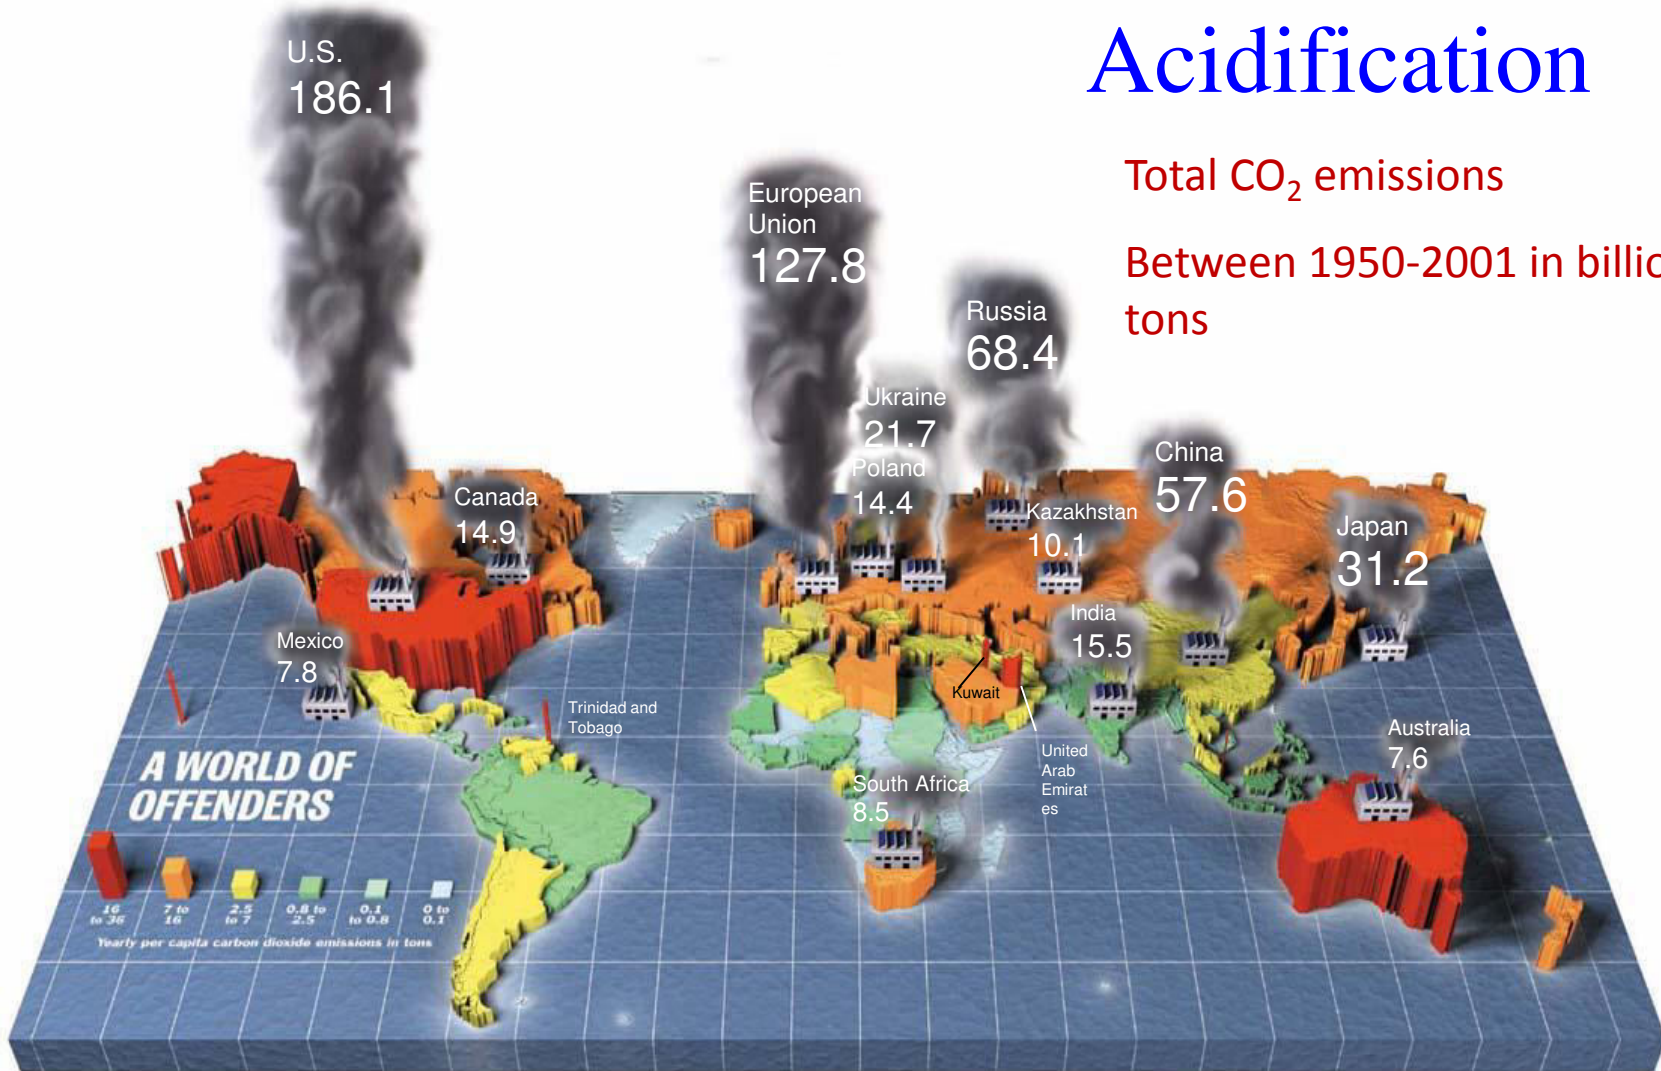 Acidification
Total CO₂ emissions
Between 1950-2001 in billio
tons
U.S.
186.1
European
Union
127.8
Russia
68.4
Ukraine
21.7
Poland
14.4
China
57.6
Canada
14.9
Kazakhstan
10.1
Japan
31.2
India
15.5
Mexico
7.8
Kuwait
Trinidad and
Tobago
United
Arab
Emirat
es
Australia
7.6
South Africa
8.5
A WORLD OF
OFFENDERS
16
to 36
7 to
16
2.5
to 7
0.8 to
2.5
0.1
to 0.8
0 to
0.1
Yearly per capita carbon dioxide emissions in tons